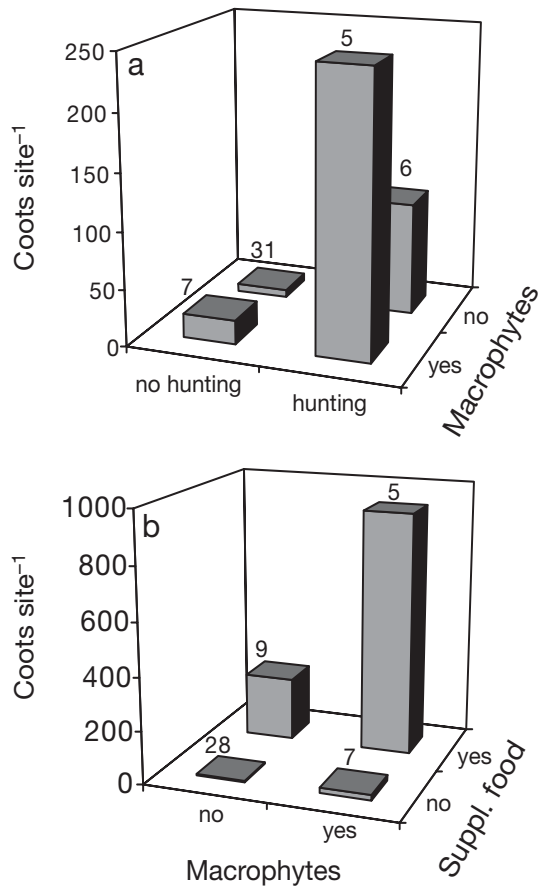 a
Coots site⁻¹
250
200
150
100
50
0
5
6
31
7
no hunting
hunting
yes
no
Macrophytes
b
Coots site⁻¹
1000
800
600
400
200
0
5
9
28
7
no
yes
Macrophytes
no
yes
Suppl. food